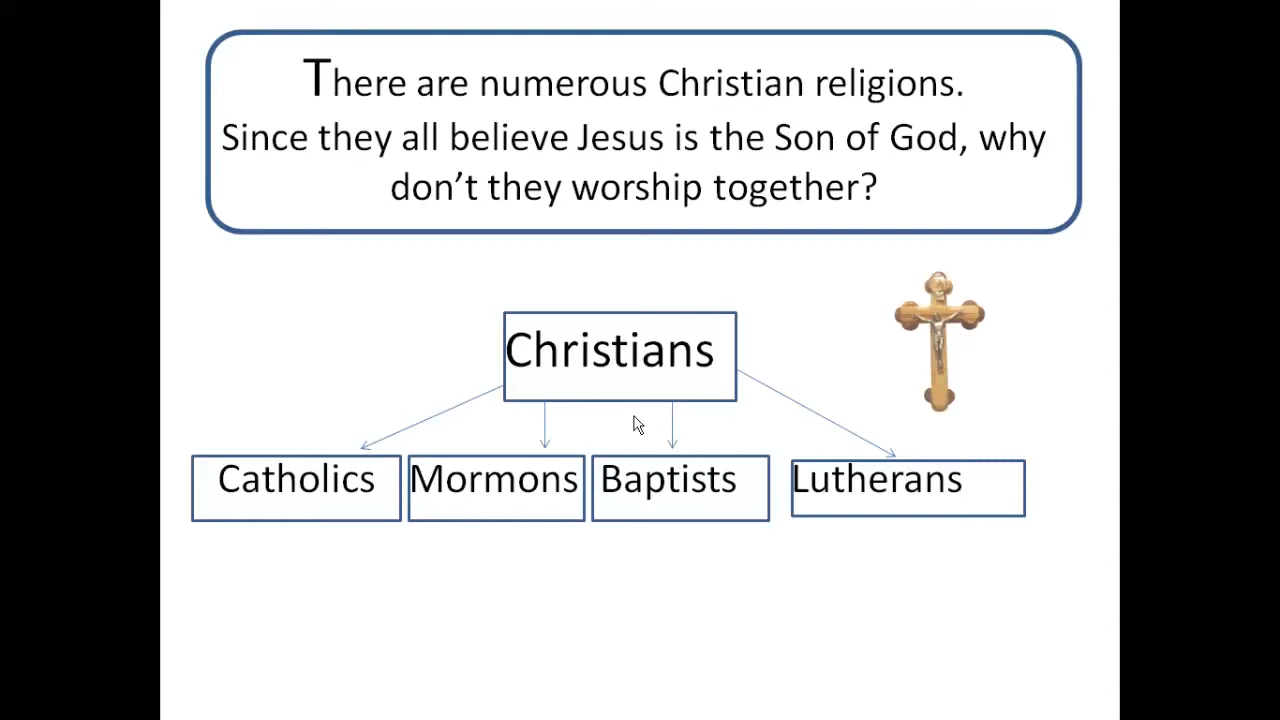 There are numerous Christian religions.
Since they all believe Jesus is the Son of God, why
don’t they worship together?
Christians
Catholics
Mormons
Baptists
Lutherans